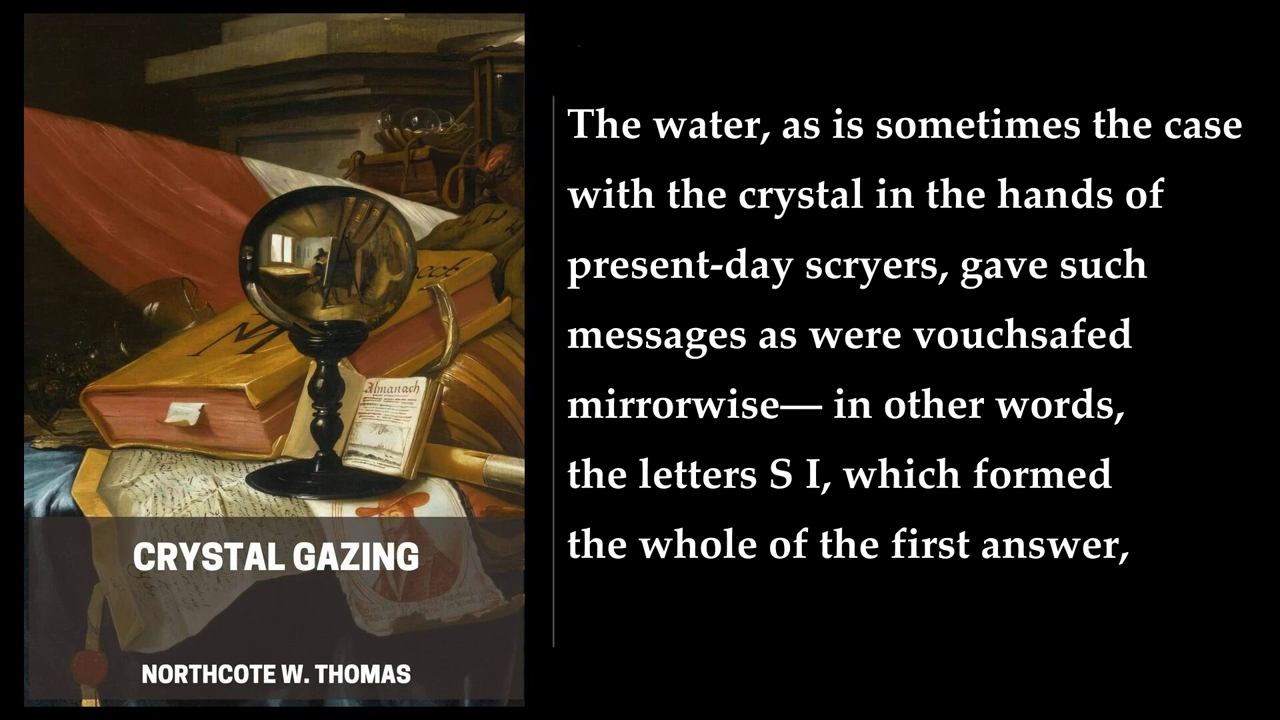 The water, as is sometimes the case
with the crystal in the hands of
present-day scryers, gave such
messages as were vouchsafed
mirrorwise— in other words,
the letters S I, which formed
the whole of the first answer,
Almanach
M
CRYSTAL GAZING
NORTHCOTE W. THOMAS